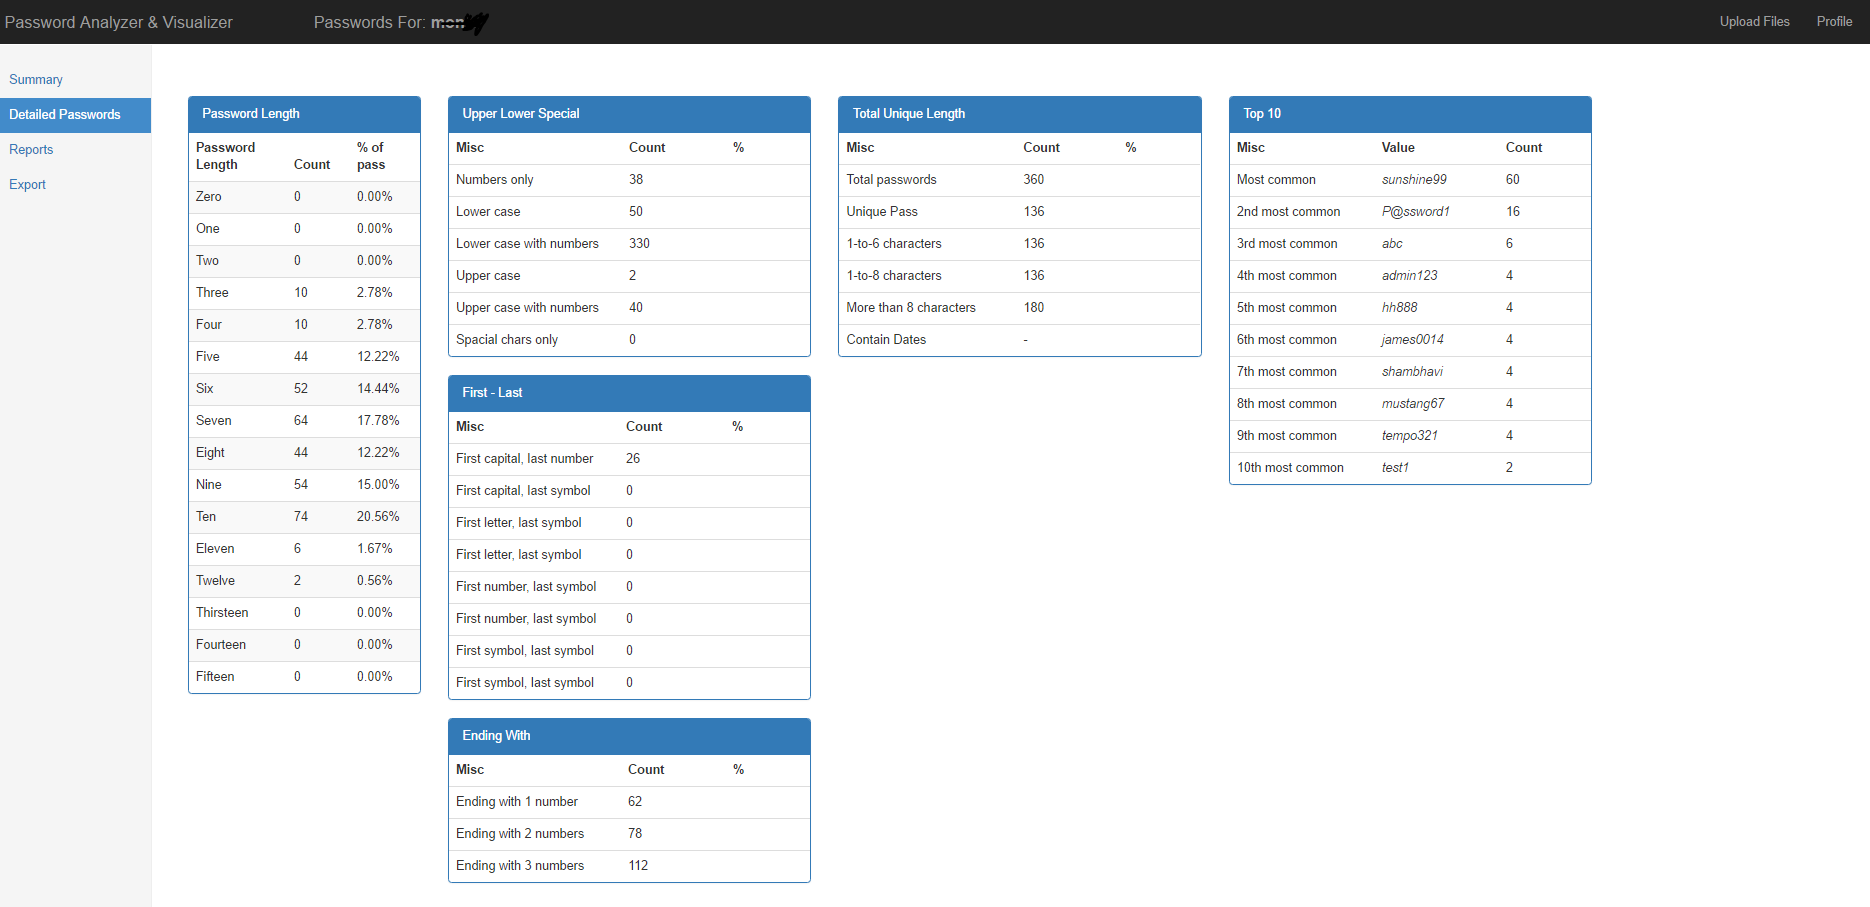 Password Analyzer & Visualizer Passwords For: Upload Files Profile
Summary
Detailed Passwords
Reports
Export
Password Length
Password Length Count % of pass
Zero 0 0.00%
One 0 0.00%
Two 0 0.00%
Three 10 2.78%
Four 10 2.78%
Five 44 12.22%
Six 52 14.44%
Seven 64 17.78%
Eight 44 12.22%
Nine 54 15.00%
Ten 74 20.56%
Eleven 6 1.67%
Twelve 2 0.56%
Thirsteen 0 0.00%
Fourteen 0 0.00%
Fifteen 0 0.00%
Upper Lower Special
Misc Count %
Numbers only 38
Lower case 50
Lower case with numbers 330
Upper case 2
Upper case with numbers 40
Spacial chars only 0
First - Last
Misc Count %
First capital, last number 26
First capital, last symbol 0
First letter, last symbol 0
First letter, last symbol 0
First number, last symbol 0
First number, last symbol 0
First symbol, last symbol 0
First symbol, last symbol 0
Ending With
Misc Count %
Ending with 1 number 62
Ending with 2 numbers 78
Ending with 3 numbers 112
Total Unique Length
Misc Count %
Total passwords 360
Unique Pass 136
1-to-6 characters 136
1-to-8 characters 136
More than 8 characters 180
Contain Dates -
Top 10
Misc Value Count
Most common sunshine99 60
2nd most common P@ssword1 16
3rd most common abc 6
4th most common admin123 4
5th most common hh888 4
6th most common james0014 4
7th most common shambhavi 4
8th most common mustang67 4
9th most common tempo321 4
10th most common test1 2